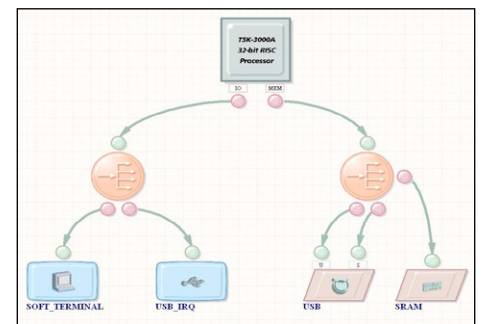 TSK-3000A
32-bit RISC
Processor
IO MEM
SOFT_TERMINAL
USB_IRQ
USB
SRAM